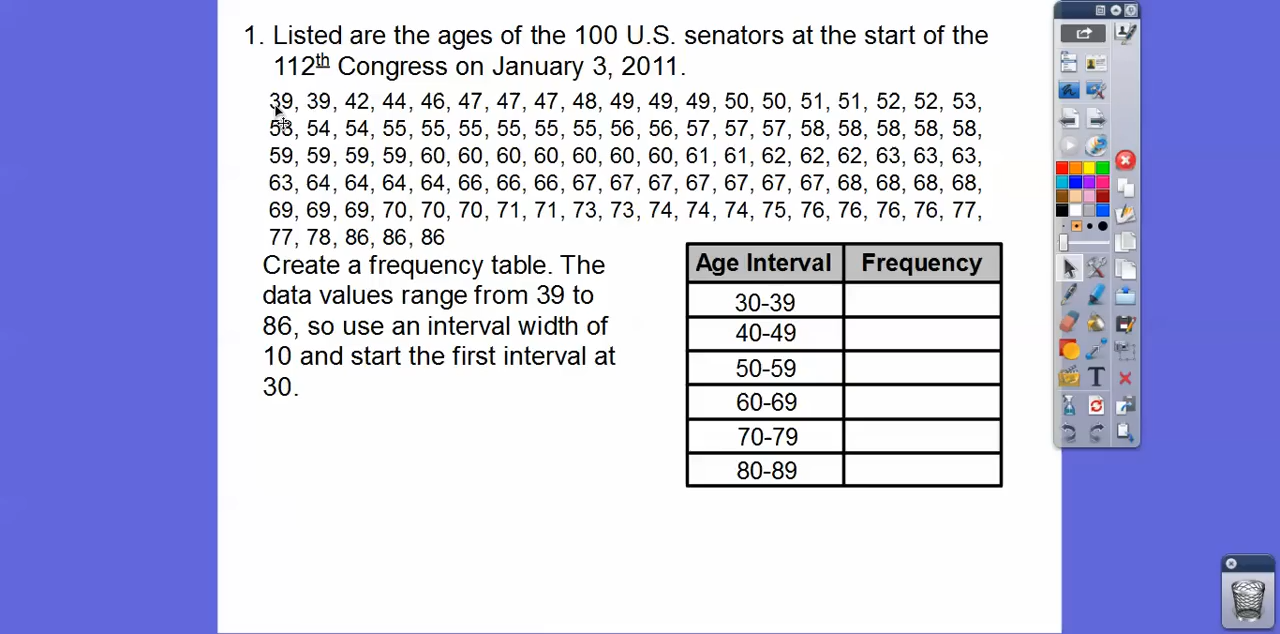 1. Listed are the ages of the 100 U.S. senators at the start of the
112th Congress on January 3, 2011.
39, 39, 42, 44, 46, 47, 47, 47, 48, 49, 49, 49, 50, 50, 51, 51, 52, 52, 53,
53, 54, 54, 55, 55, 55, 55, 55, 55, 56, 56, 57, 57, 57, 58, 58, 58, 58, 58,
59, 59, 59, 59, 60, 60, 60, 60, 60, 60, 60, 61, 61, 62, 62, 62, 63, 63, 63,
63, 64, 64, 64, 64, 66, 66, 66, 67, 67, 67, 67, 67, 67, 67, 68, 68, 68, 68,
69, 69, 69, 70, 70, 70, 71, 71, 73, 73, 74, 74, 74, 75, 76, 76, 76, 76, 77,
77, 78, 86, 86, 86
Create a frequency table. The
data values range from 39 to
86, so use an interval width of
10 and start the first interval at
30.
Age Interval Frequency
30-39
40-49
50-59
60-69
70-79
80-89